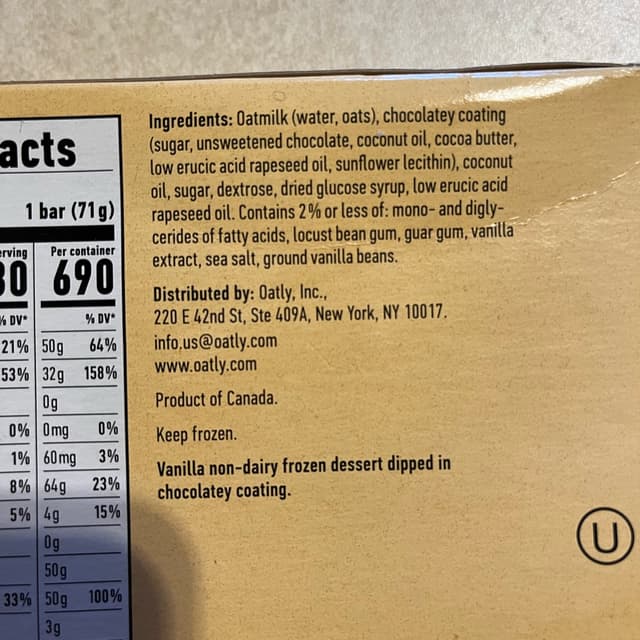 acts
1 bar (71g)
erving Per container
30 690
% DV* % DV*
21% 50g 64%
53% 32g 158%
0g
0% 0mg 0%
1% 60mg 3%
8% 64g 23%
5% 4g 15%
0g
50g
33% 50g 100%
3g
Ingredients: Oatmilk (water, oats), chocolatey coating
(sugar, unsweetened chocolate, coconut oil, cocoa butter,
low erucic acid rapeseed oil, sunflower lecithin), coconut
oil, sugar, dextrose, dried glucose syrup, low erucic acid
rapeseed oil. Contains 2% or less of: mono- and digly-
cerides of fatty acids, locust bean gum, guar gum, vanilla
extract, sea salt, ground vanilla beans.
Distributed by: Oatly, Inc.,
220 E 42nd St, Ste 409A, New York, NY 10017.
info.us@oatly.com
www.oatly.com
Product of Canada.
Keep frozen.
Vanilla non-dairy frozen dessert dipped in
chocolatey coating.
U